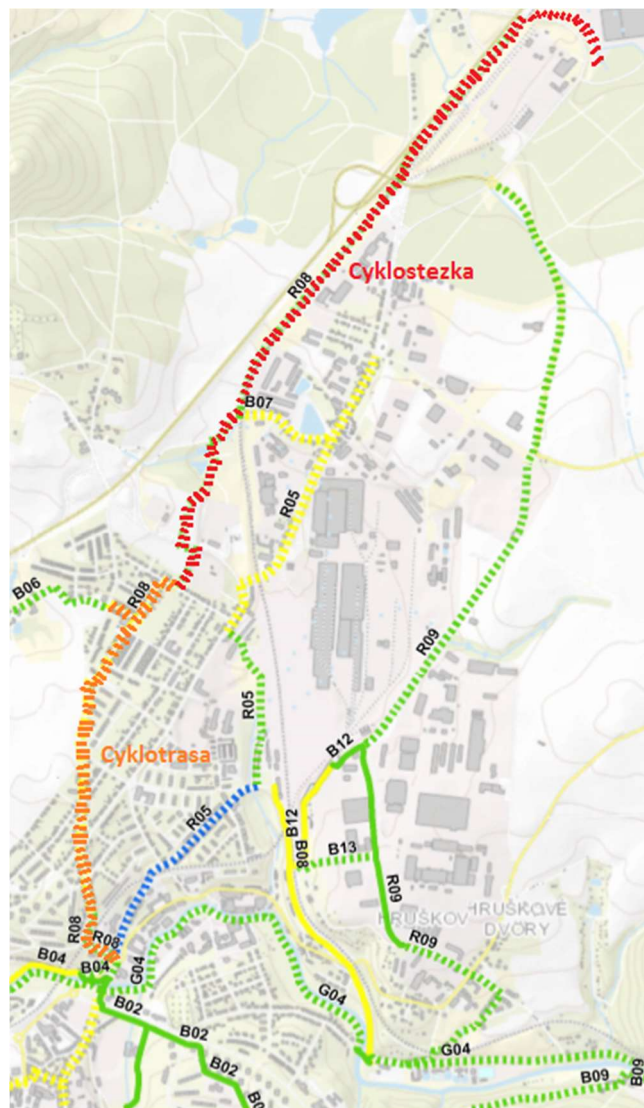 R08
Cyklostezka
B07
R05
B06
R08
R09
R05
B12
Cyklotrasa
R05
B12
B08
B13
R09
HRUŠKOV
HRUŠKOVÉ
DVORY
R08
R08
R09
B04
B04
G04
G04
G04
B02
B02
B02
B09
B09